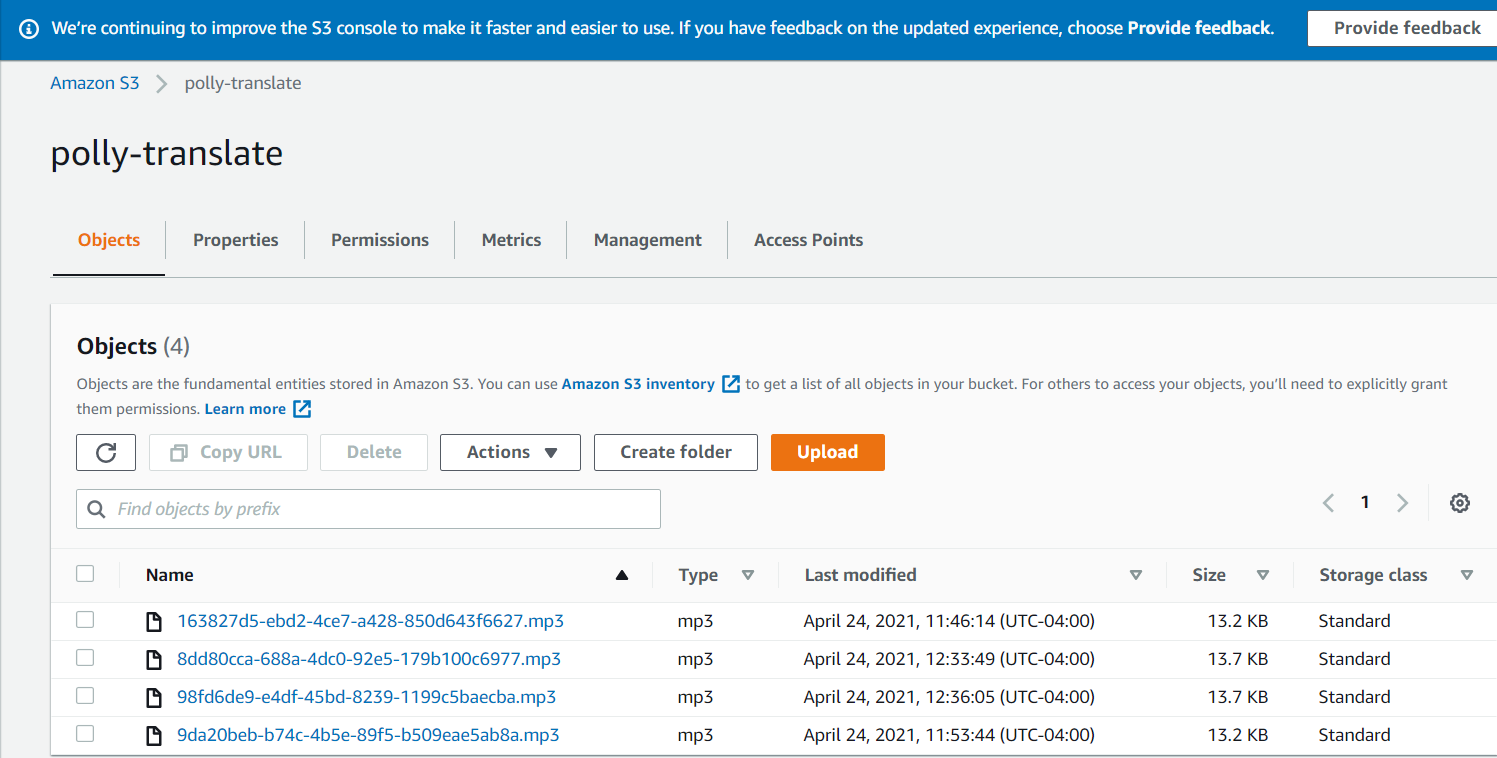 We’re continuing to improve the S3 console to make it faster and easier to use. If you have feedback on the updated experience, choose Provide feedback. Provide feedback
Amazon S3 polly-translate
polly-translate
Objects Properties Permissions Metrics Management Access Points
Objects (4)
Objects are the fundamental entities stored in Amazon S3. You can use Amazon S3 inventory to get a list of all objects in your bucket. For others to access your objects, you’ll need to explicitly grant
them permissions. Learn more
Copy URL Delete Actions Create folder Upload
Find objects by prefix 1
Name Type Last modified Size Storage class
163827d5-ebd2-4ce7-a428-850d643f6627.mp3 mp3 April 24, 2021, 11:46:14 (UTC-04:00) 13.2 KB Standard
8dd80cca-688a-4dc0-92e5-179b100c6977.mp3 mp3 April 24, 2021, 12:33:49 (UTC-04:00) 13.7 KB Standard
98fd6de9-e4df-45bd-8239-1199c5baecba.mp3 mp3 April 24, 2021, 12:36:05 (UTC-04:00) 13.7 KB Standard
9da20beb-b74c-4b5e-89f5-b509eae5ab8a.mp3 mp3 April 24, 2021, 11:53:44 (UTC-04:00) 13.2 KB Standard